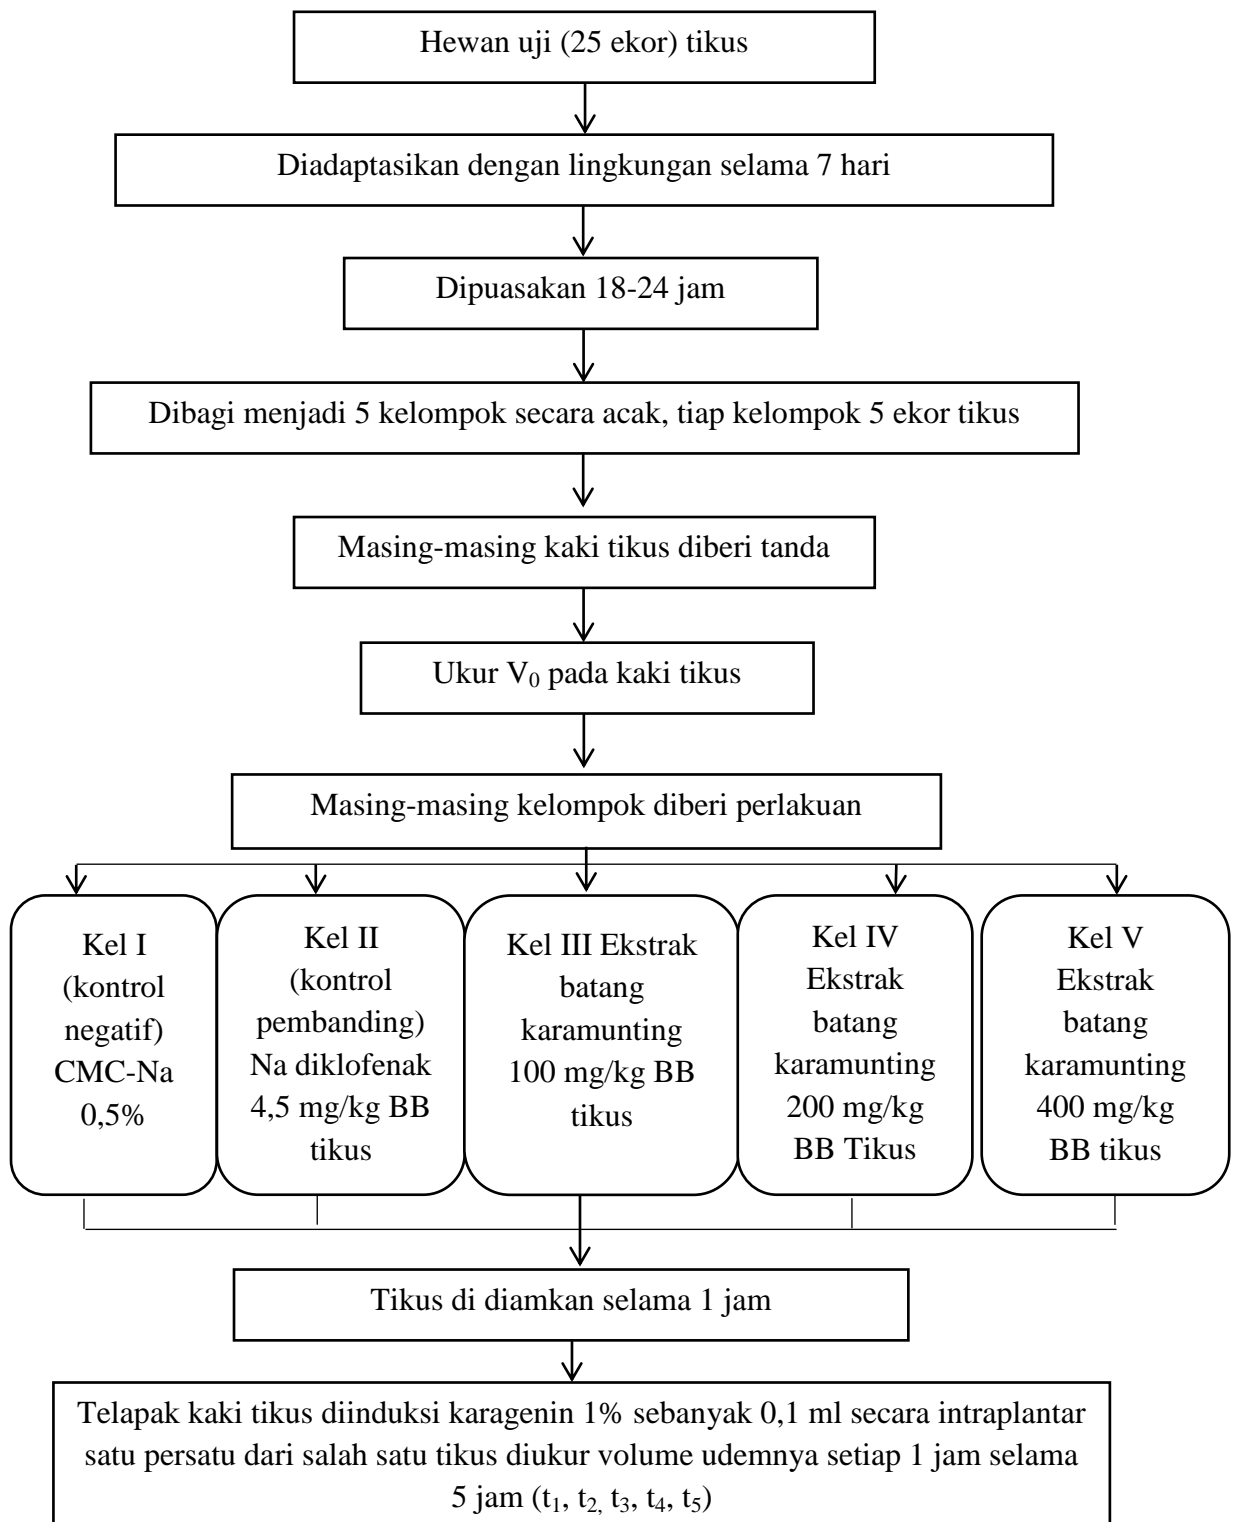 Hewan uji (25 ekor) tikus
Diadaptasikan dengan lingkungan selama 7 hari
Dipuasakan 18-24 jam
Dibagi menjadi 5 kelompok secara acak, tiap kelompok 5 ekor tikus
Masing-masing kaki tikus diberi tanda
Ukur V₀ pada kaki tikus
Masing-masing kelompok diberi perlakuan
Kel I
(kontrol
negatif)
CMC-Na
0,5%
Kel II
(kontrol
pembanding)
Na diklofenak
4,5 mg/kg BB
tikus
Kel III Ekstrak
batang
karamunting
100 mg/kg BB
tikus
Kel IV
Ekstrak
batang
karamunting
200 mg/kg
BB Tikus
Kel V
Ekstrak
batang
karamunting
400 mg/kg
BB tikus
Tikus di diamkan selama 1 jam
Telapak kaki tikus diinduksi karagenin 1% sebanyak 0,1 ml secara intraplantar
satu persatu dari salah satu tikus diukur volume udemnya setiap 1 jam selama
5 jam (t₁, t₂, t₃, t₄, t₅)